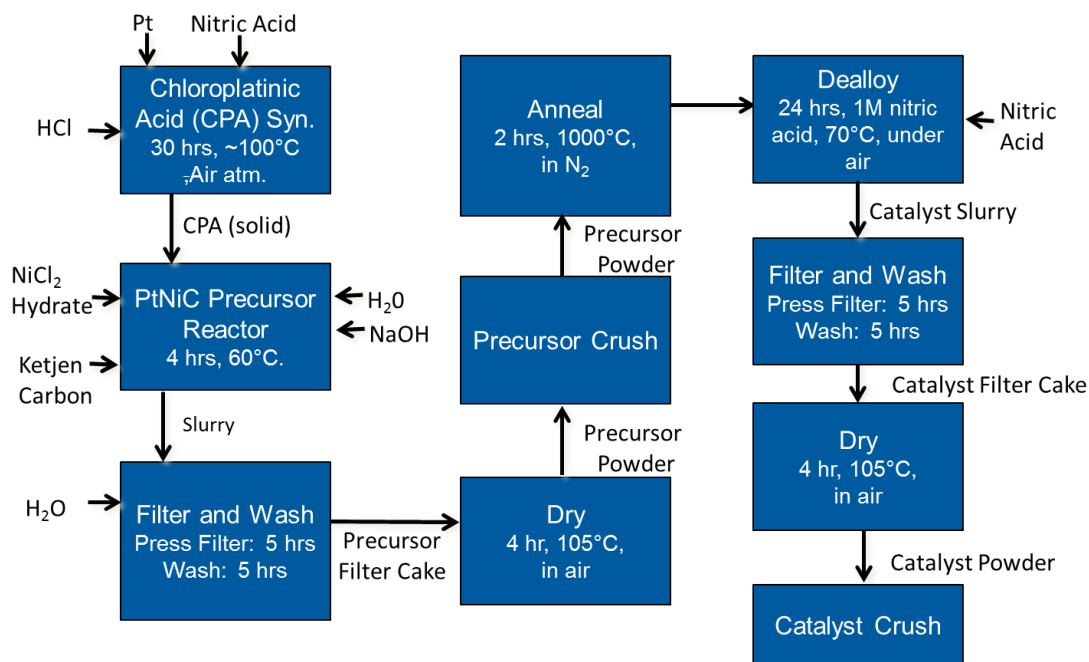 Pt
Nitric Acid
HCl
Chloroplatinic
Acid (CPA) Syn.
30 hrs, ~100°C
,Air atm.
CPA (solid)
NiCl₂
Hydrate
Ketjen
Carbon
PtNiC Precursor
Reactor
4 hrs, 60°C.
H₂0
NaOH
Slurry
H₂O
Filter and Wash
Press Filter: 5 hrs
Wash: 5 hrs
Precursor
Filter Cake
Dry
4 hr, 105°C,
in air
Precursor
Powder
Precursor Crush
Precursor
Powder
Anneal
2 hrs, 1000°C,
in N₂
Dealloy
24 hrs, 1M nitric
acid, 70°C, under
air
Nitric
Acid
Catalyst Slurry
Filter and Wash
Press Filter: 5 hrs
Wash: 5 hrs
Catalyst Filter Cake
Dry
4 hr, 105°C,
in air
Catalyst Powder
Catalyst Crush